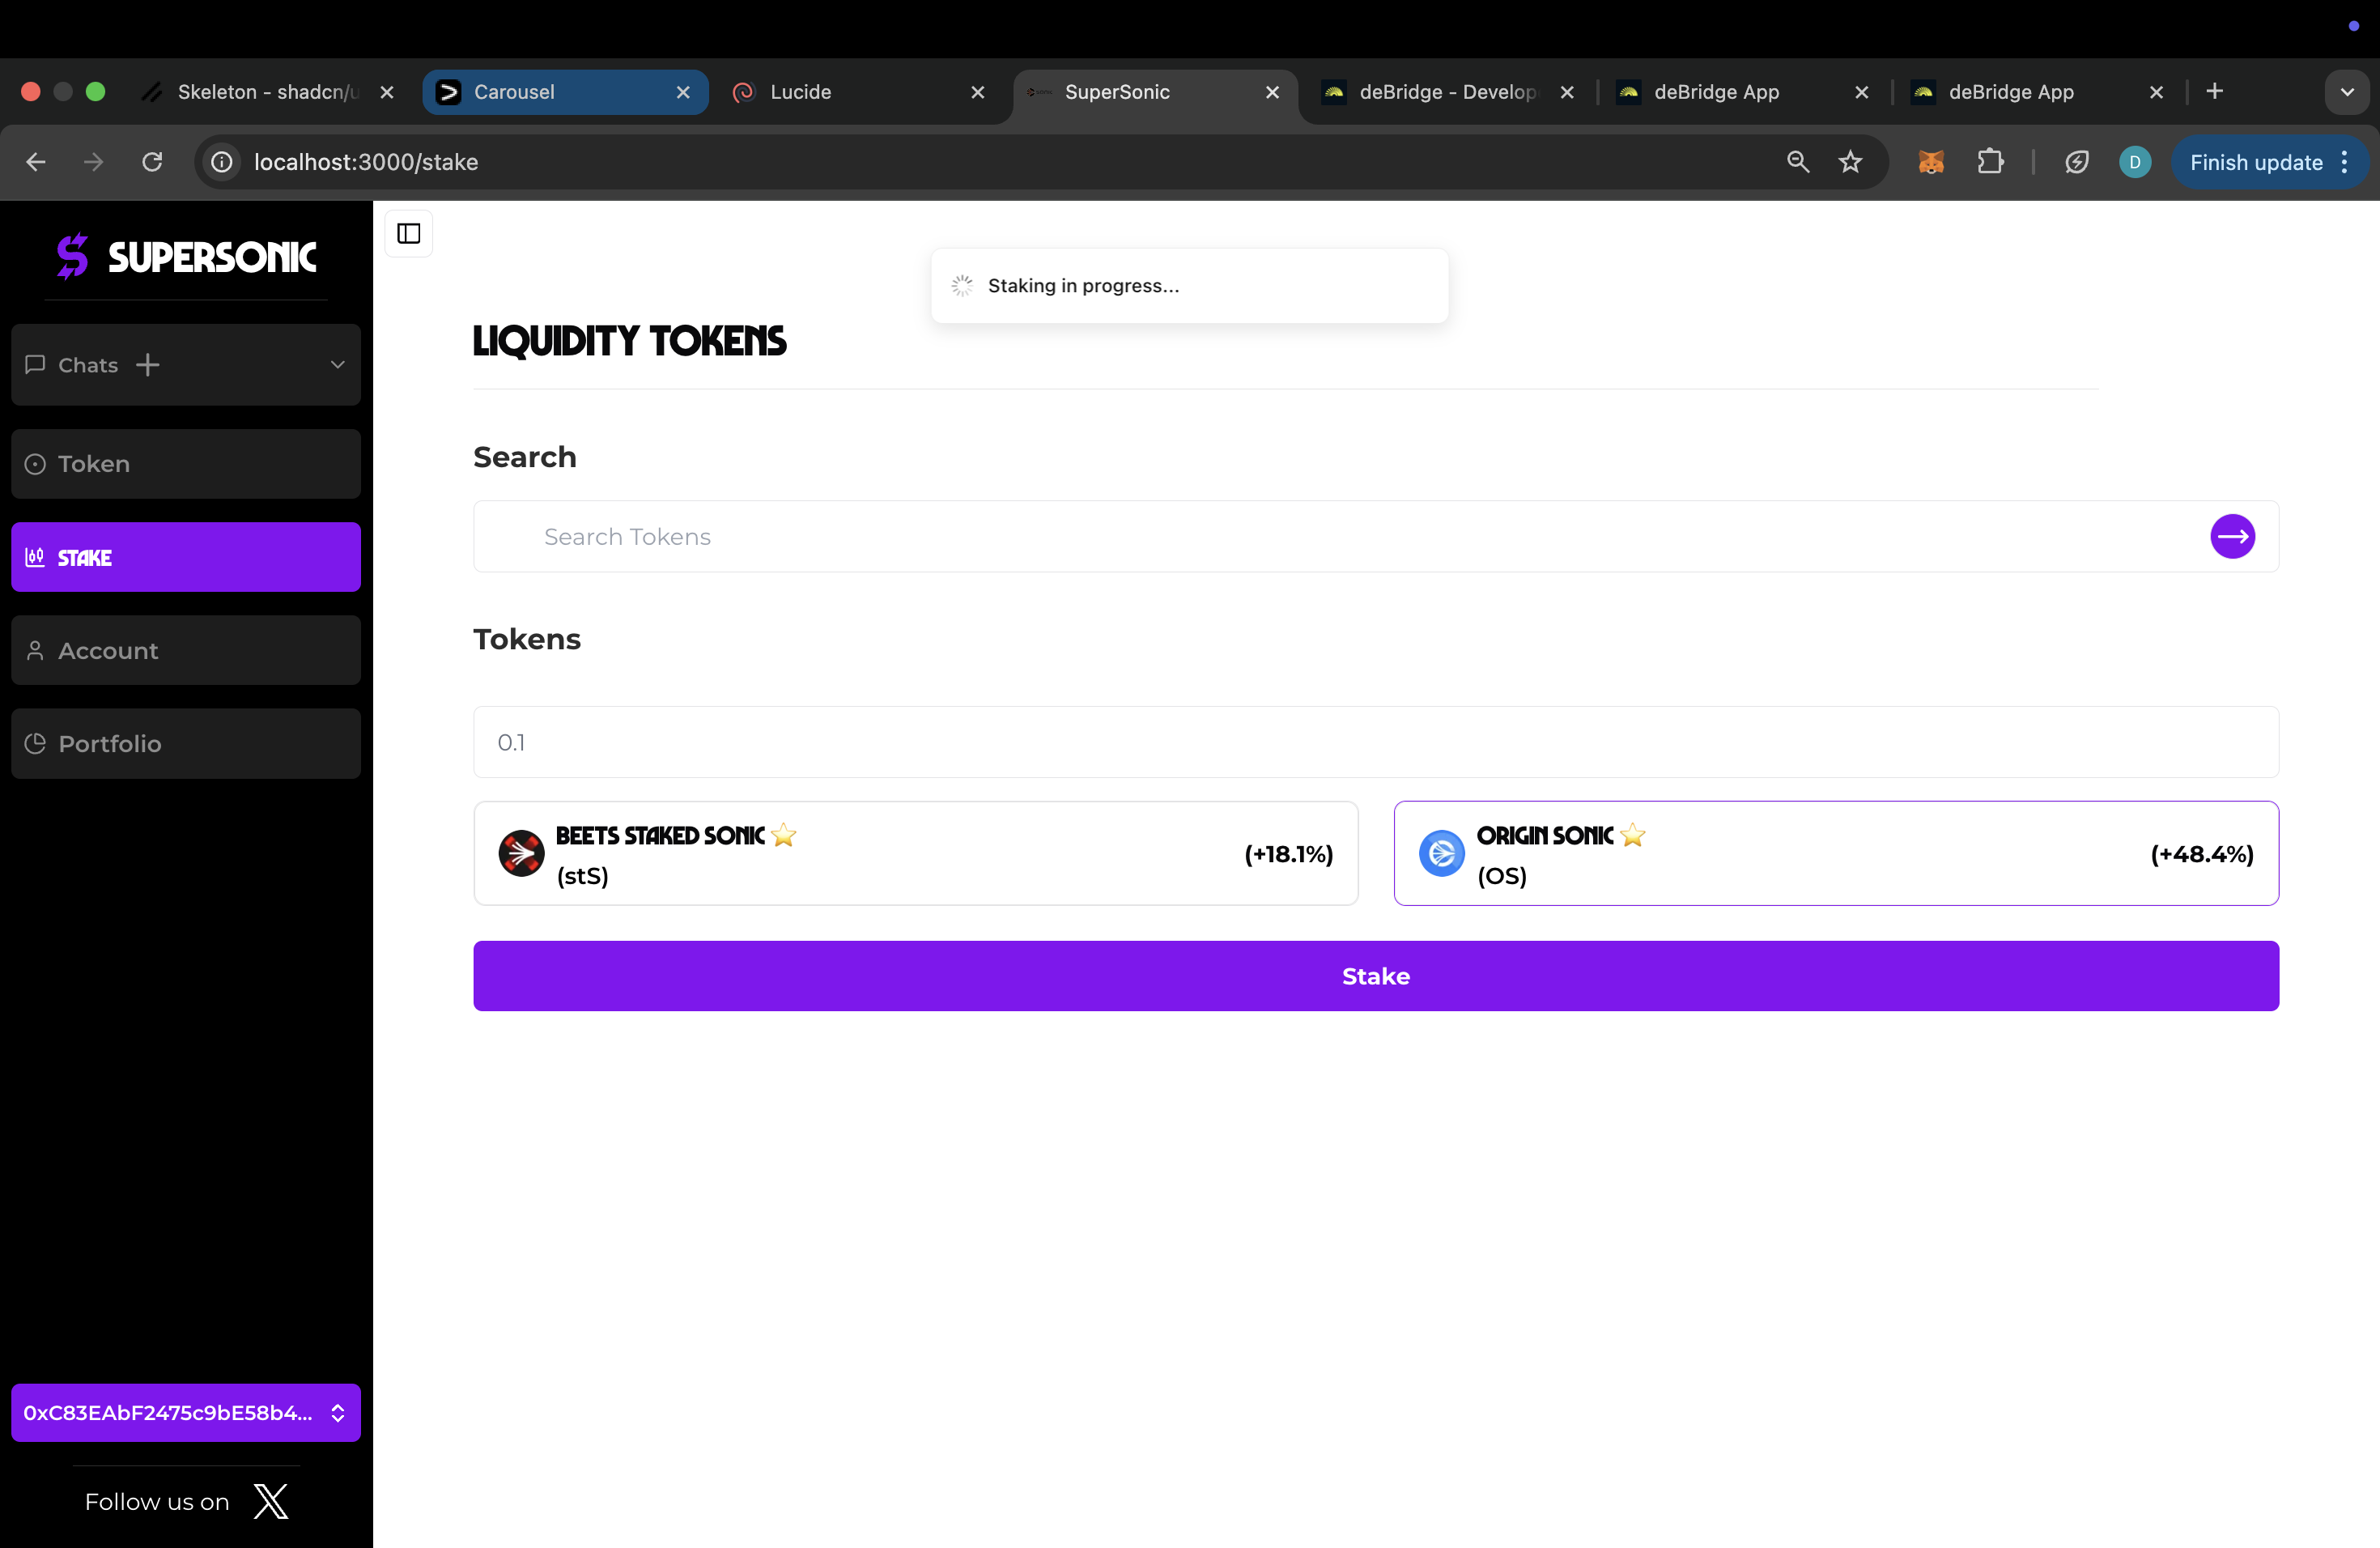 Skeleton - shadcn/u
Carousel
Lucide
SuperSonic
deBridge - Develop
deBridge App
deBridge App
localhost:3000/stake
D
Finish update
SUPERSONIC
Chats
Token
STAKE
Account
Portfolio
0xC83EAbF2475c9bE58b4...
Follow us on
Staking in progress...
LIQUIDITY TOKENS
Search
Search Tokens
Tokens
0.1
BEETS STAKED SONIC ⭐
(stS)
(+18.1%)
ORIGIN SONIC ⭐
(OS)
(+48.4%)
Stake